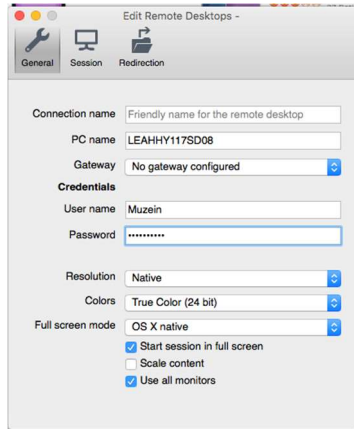 Edit Remote Desktops -
General Session Redirection
Connection name Friendly name for the remote desktop
PC name LEAHHY117SD08
Gateway No gateway configured
Credentials
User name Muzein
Password ••••••••••
Resolution Native
Colors True Color (24 bit)
Full screen mode OS X native
Start session in full screen
Scale content
Use all monitors